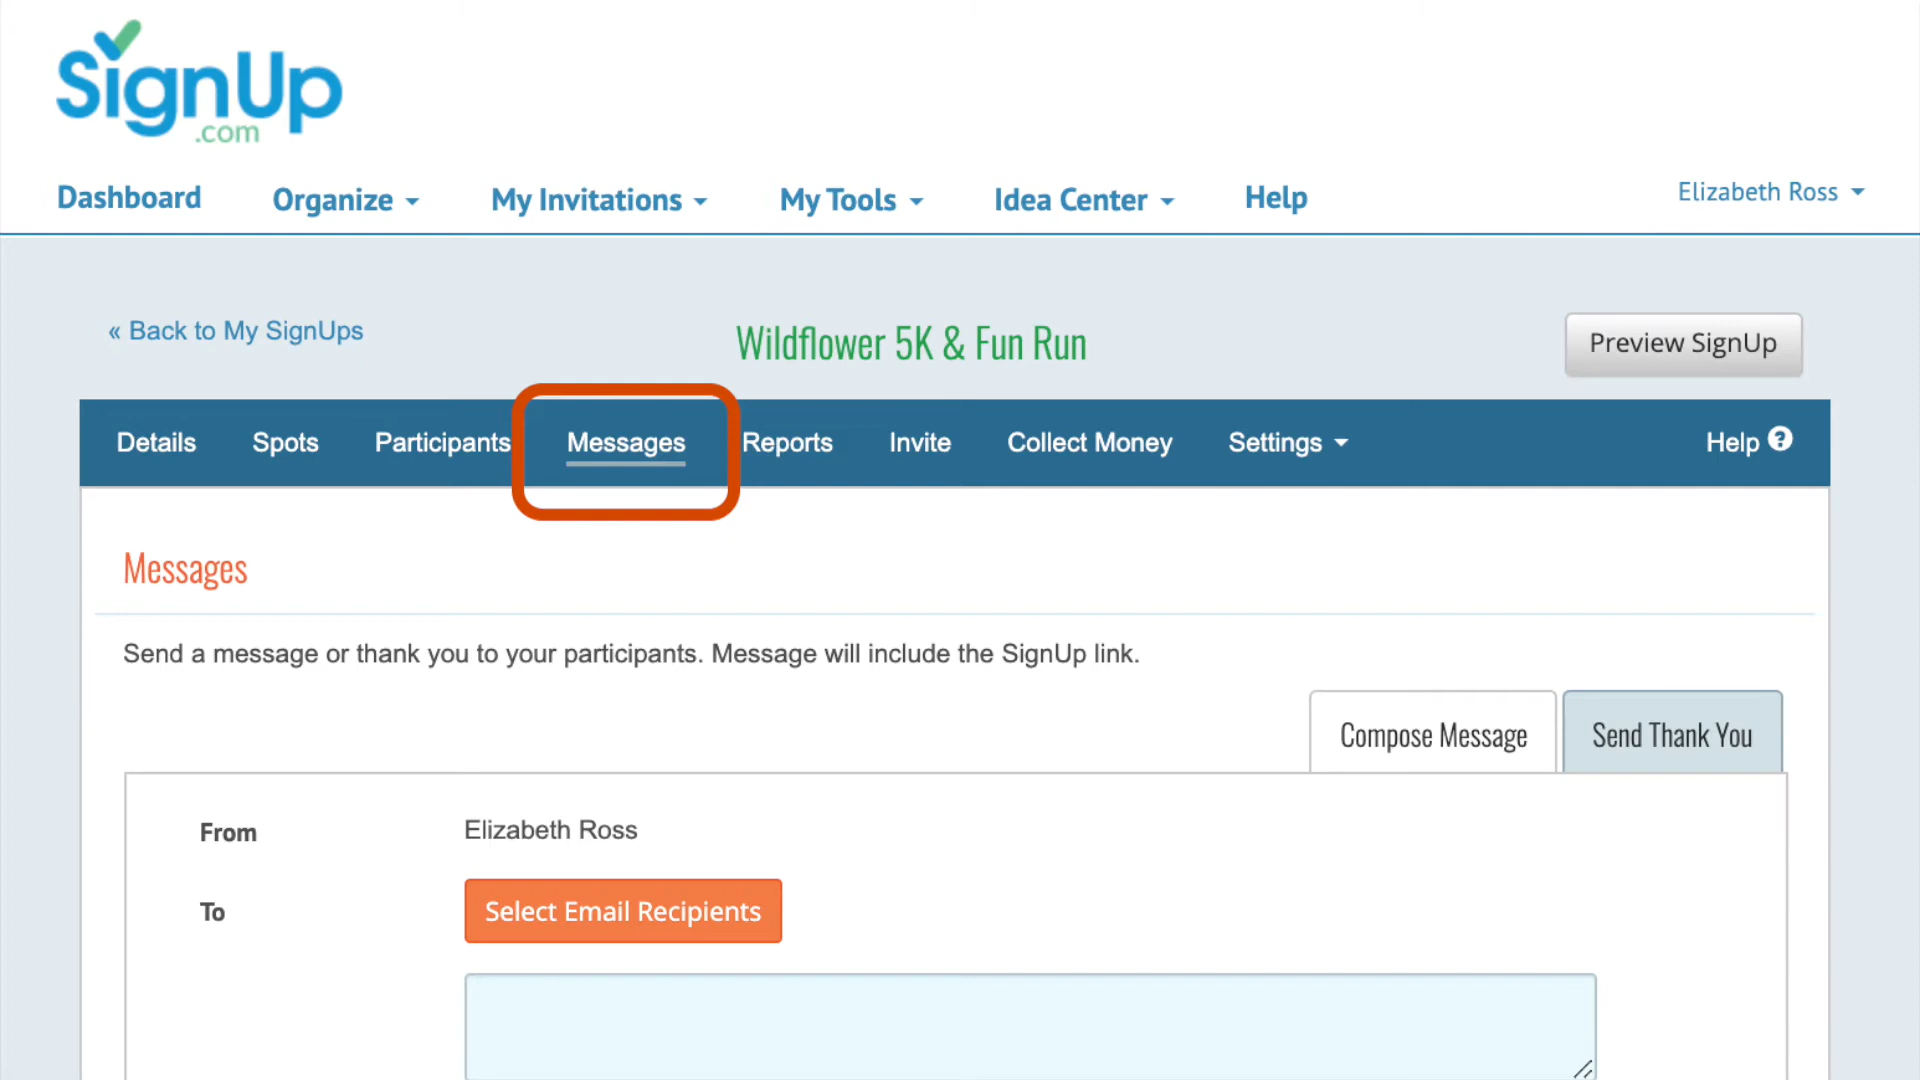 SignUp
.com
Dashboard Organize My Invitations My Tools Idea Center Help Elizabeth Ross
« Back to My SignUps
Wildflower 5K & Fun Run
Preview SignUp
Details Spots Participants Messages Reports Invite Collect Money Settings Help ?
Messages
Send a message or thank you to your participants. Message will include the SignUp link.
Compose Message Send Thank You
From Elizabeth Ross
To Select Email Recipients